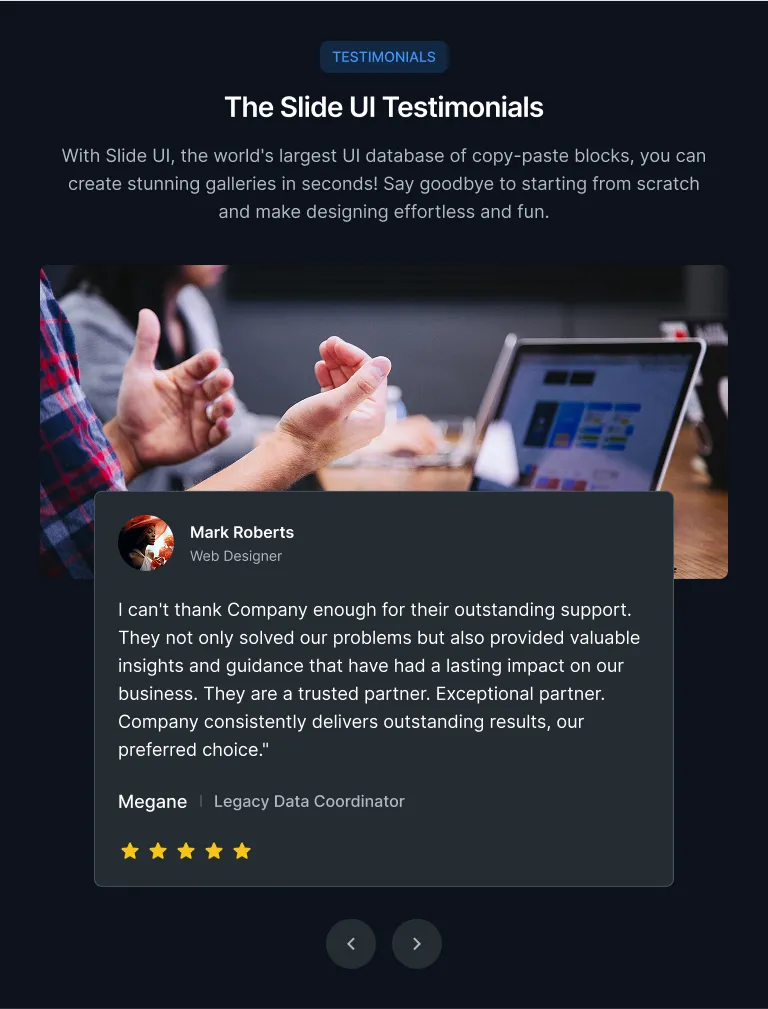 TESTIMONIALS
The Slide UI Testimonials
With Slide UI, the world's largest UI database of copy-paste blocks, you can
create stunning galleries in seconds! Say goodbye to starting from scratch
and make designing effortless and fun.
Mark Roberts
Web Designer
I can't thank Company enough for their outstanding support.
They not only solved our problems but also provided valuable
insights and guidance that have had a lasting impact on our
business. They are a trusted partner. Exceptional partner.
Company consistently delivers outstanding results, our
preferred choice."
Megane | Legacy Data Coordinator